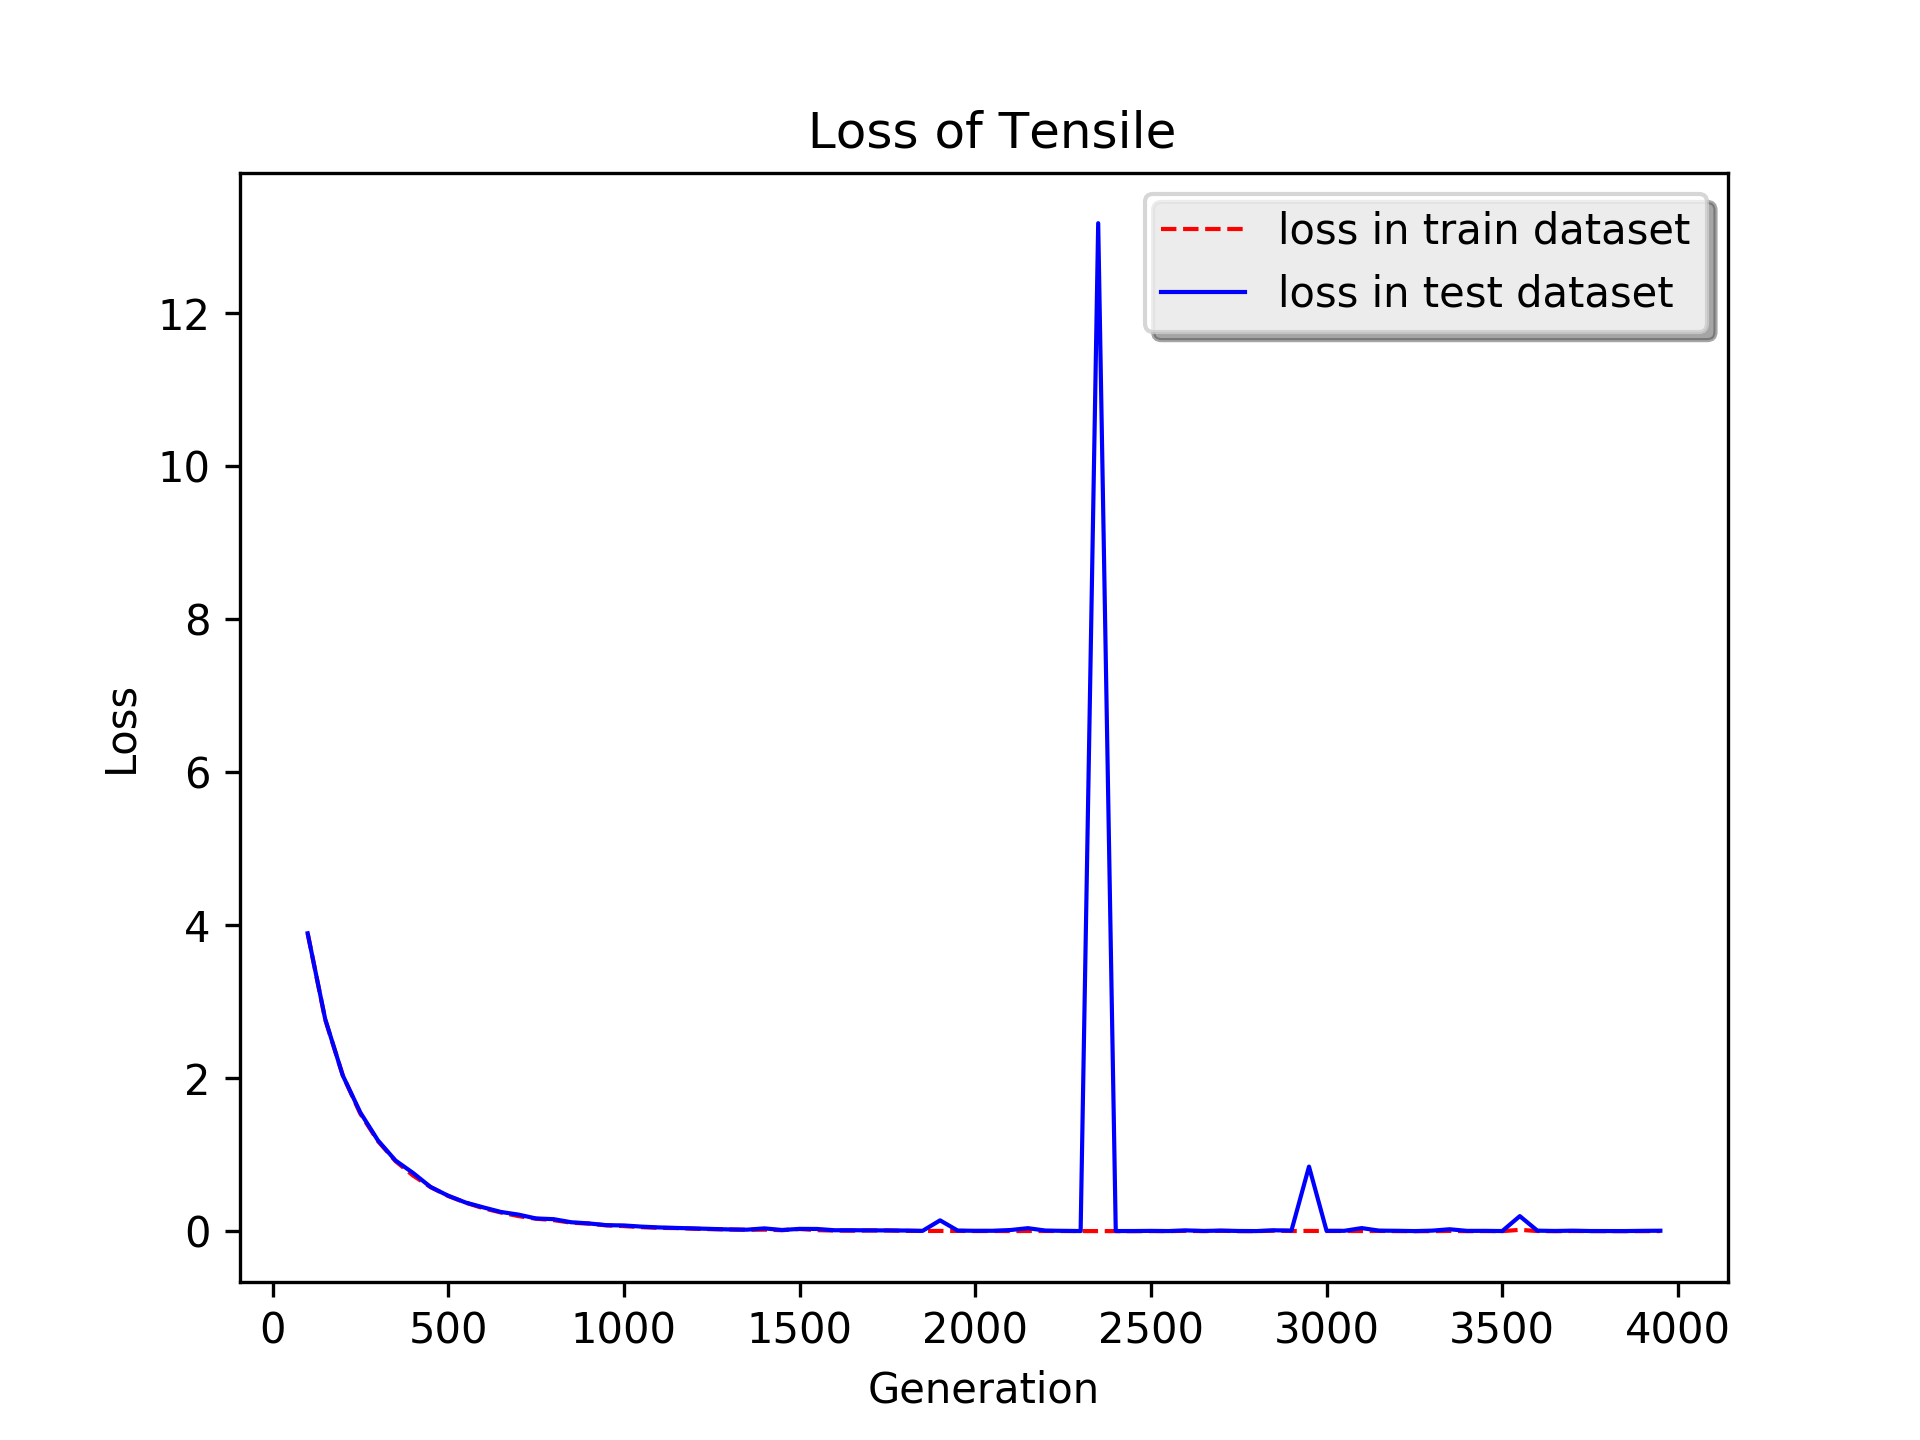 Loss of Tensile
loss in train dataset
loss in test dataset
12
10
8
6
4
2
0
Loss
0 500 1000 1500 2000 2500 3000 3500 4000
Generation